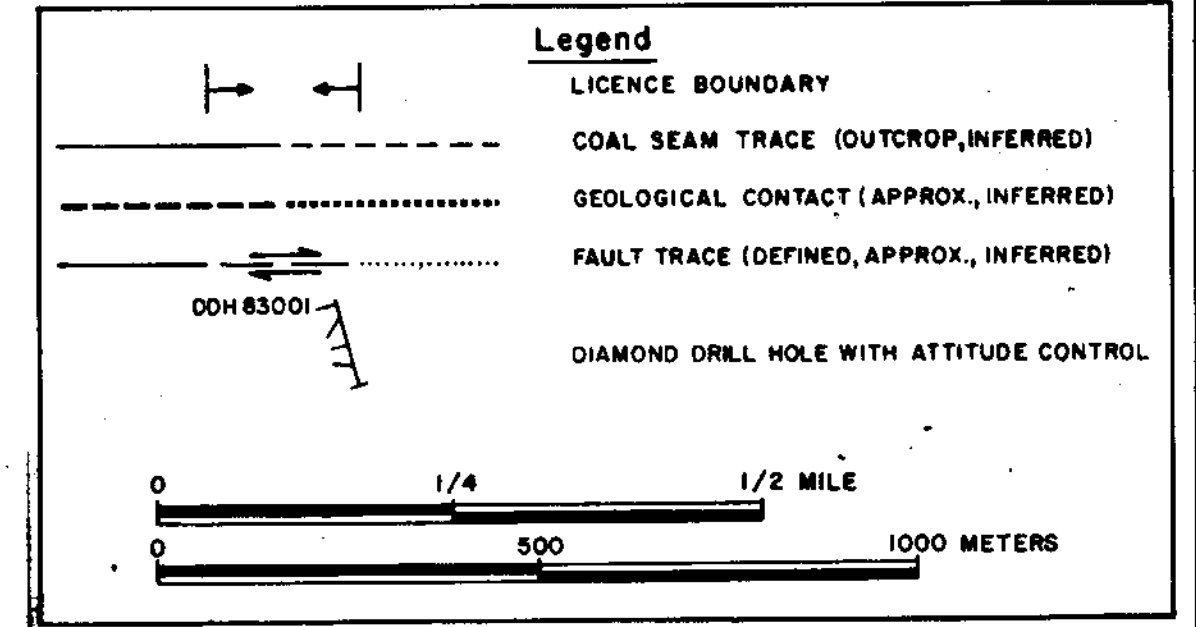 Legend
LICENCE BOUNDARY
COAL SEAM TRACE (OUTCROP, INFERRED)
GEOLOGICAL CONTACT (APPROX., INFERRED)
FAULT TRACE (DEFINED, APPROX., INFERRED)
DDH 83001
DIAMOND DRILL HOLE WITH ATTITUDE CONTROL
0 1/4 1/2 MILE
0 500 1000 METERS